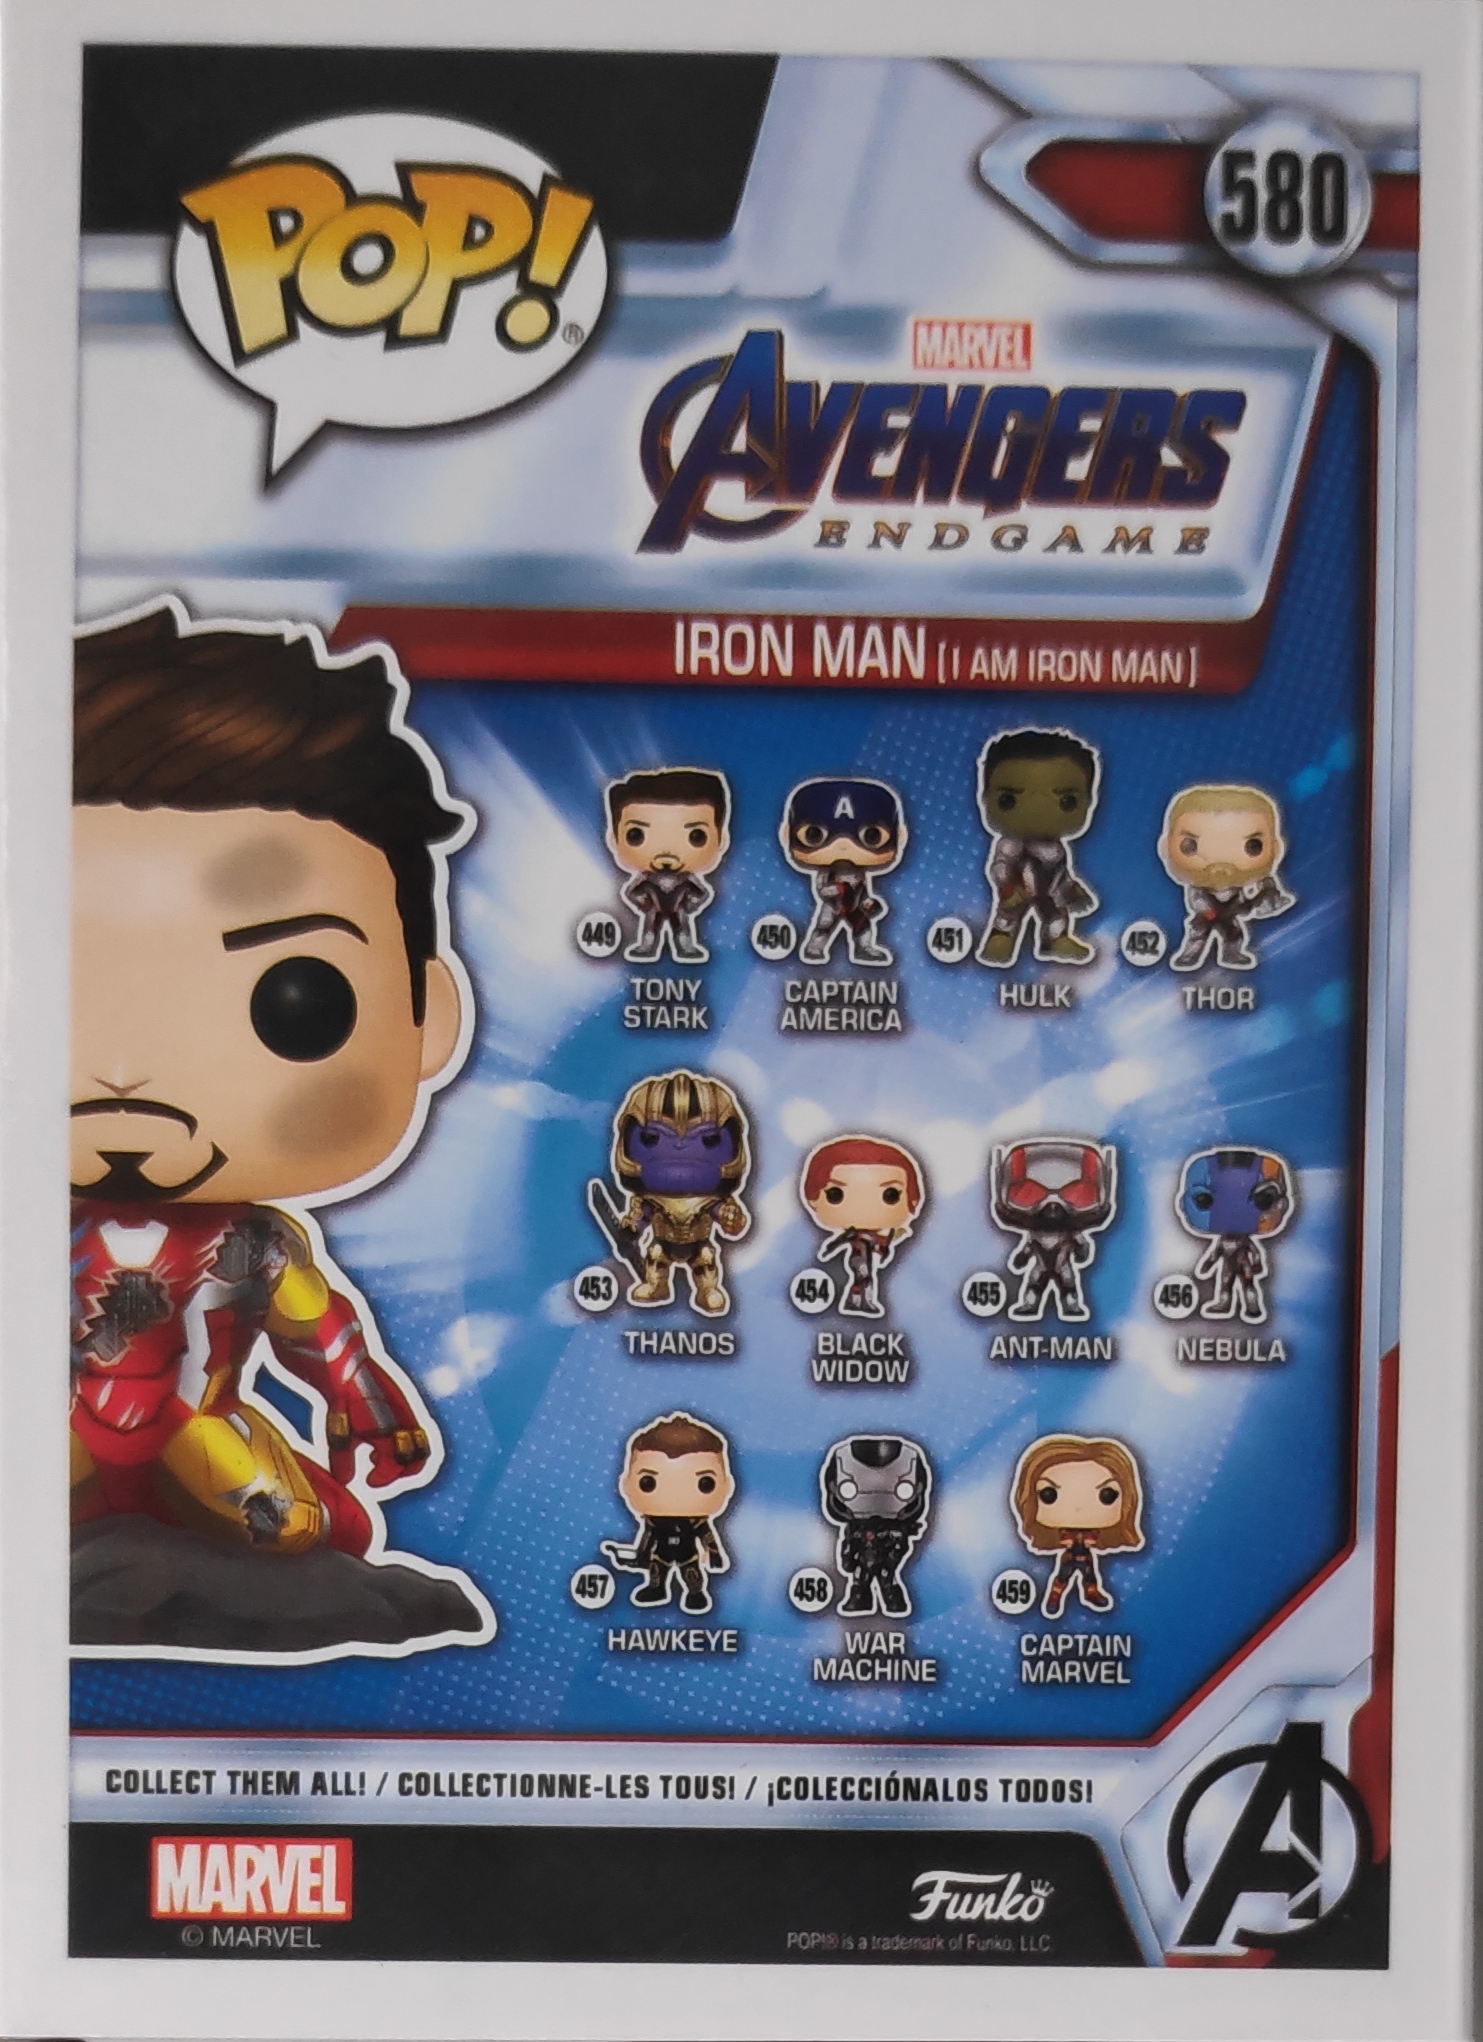 POP!®
580
MARVEL
AVENGERS
ENDGAME
IRON MAN [I AM IRON MAN]
449
450
451
452
TONY
STARK
CAPTAIN
AMERICA
HULK
THOR
453
454
455
456
THANOS
BLACK
WIDOW
ANT-MAN
NEBULA
457
458
459
HAWKEYE
WAR
MACHINE
CAPTAIN
MARVEL
COLLECT THEM ALL! / COLLECTIONNE-LES TOUS! / ¡COLECCIÓNALOS TODOS!
MARVEL
© MARVEL
Funko
POP!® is a trademark of Funko, LLC